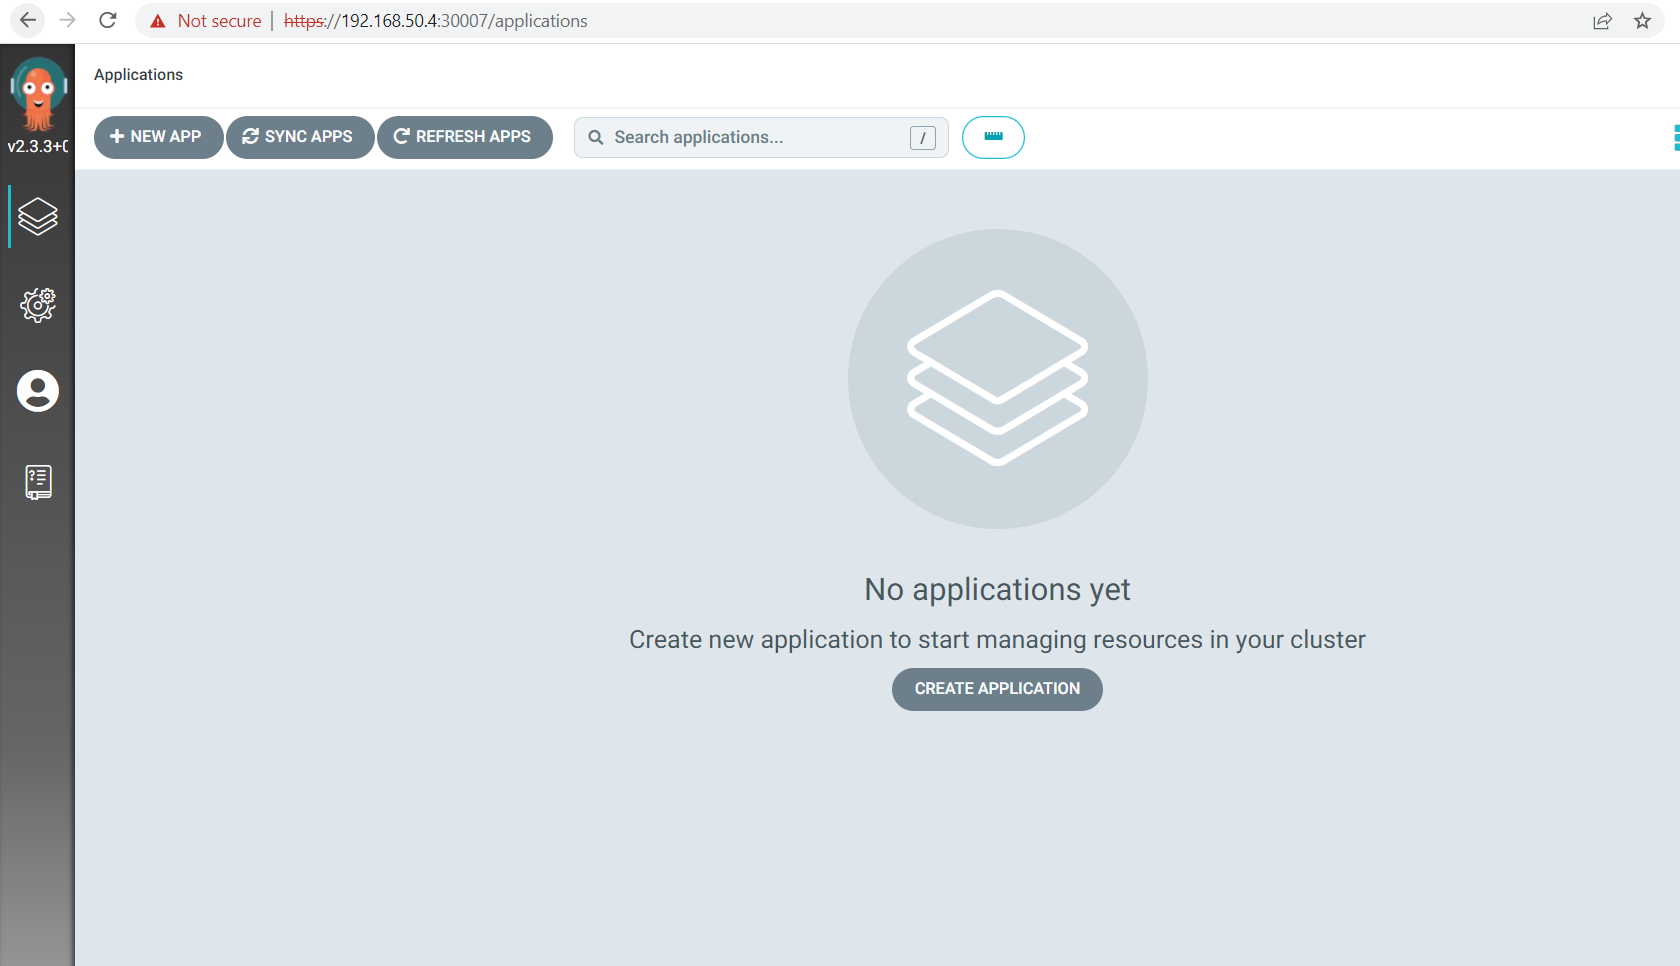 Not secure | https://192.168.50.4:30007/applications
Applications
v2.3.3+0
NEW APP SYNC APPS REFRESH APPS Search applications... /
No applications yet
Create new application to start managing resources in your cluster
CREATE APPLICATION